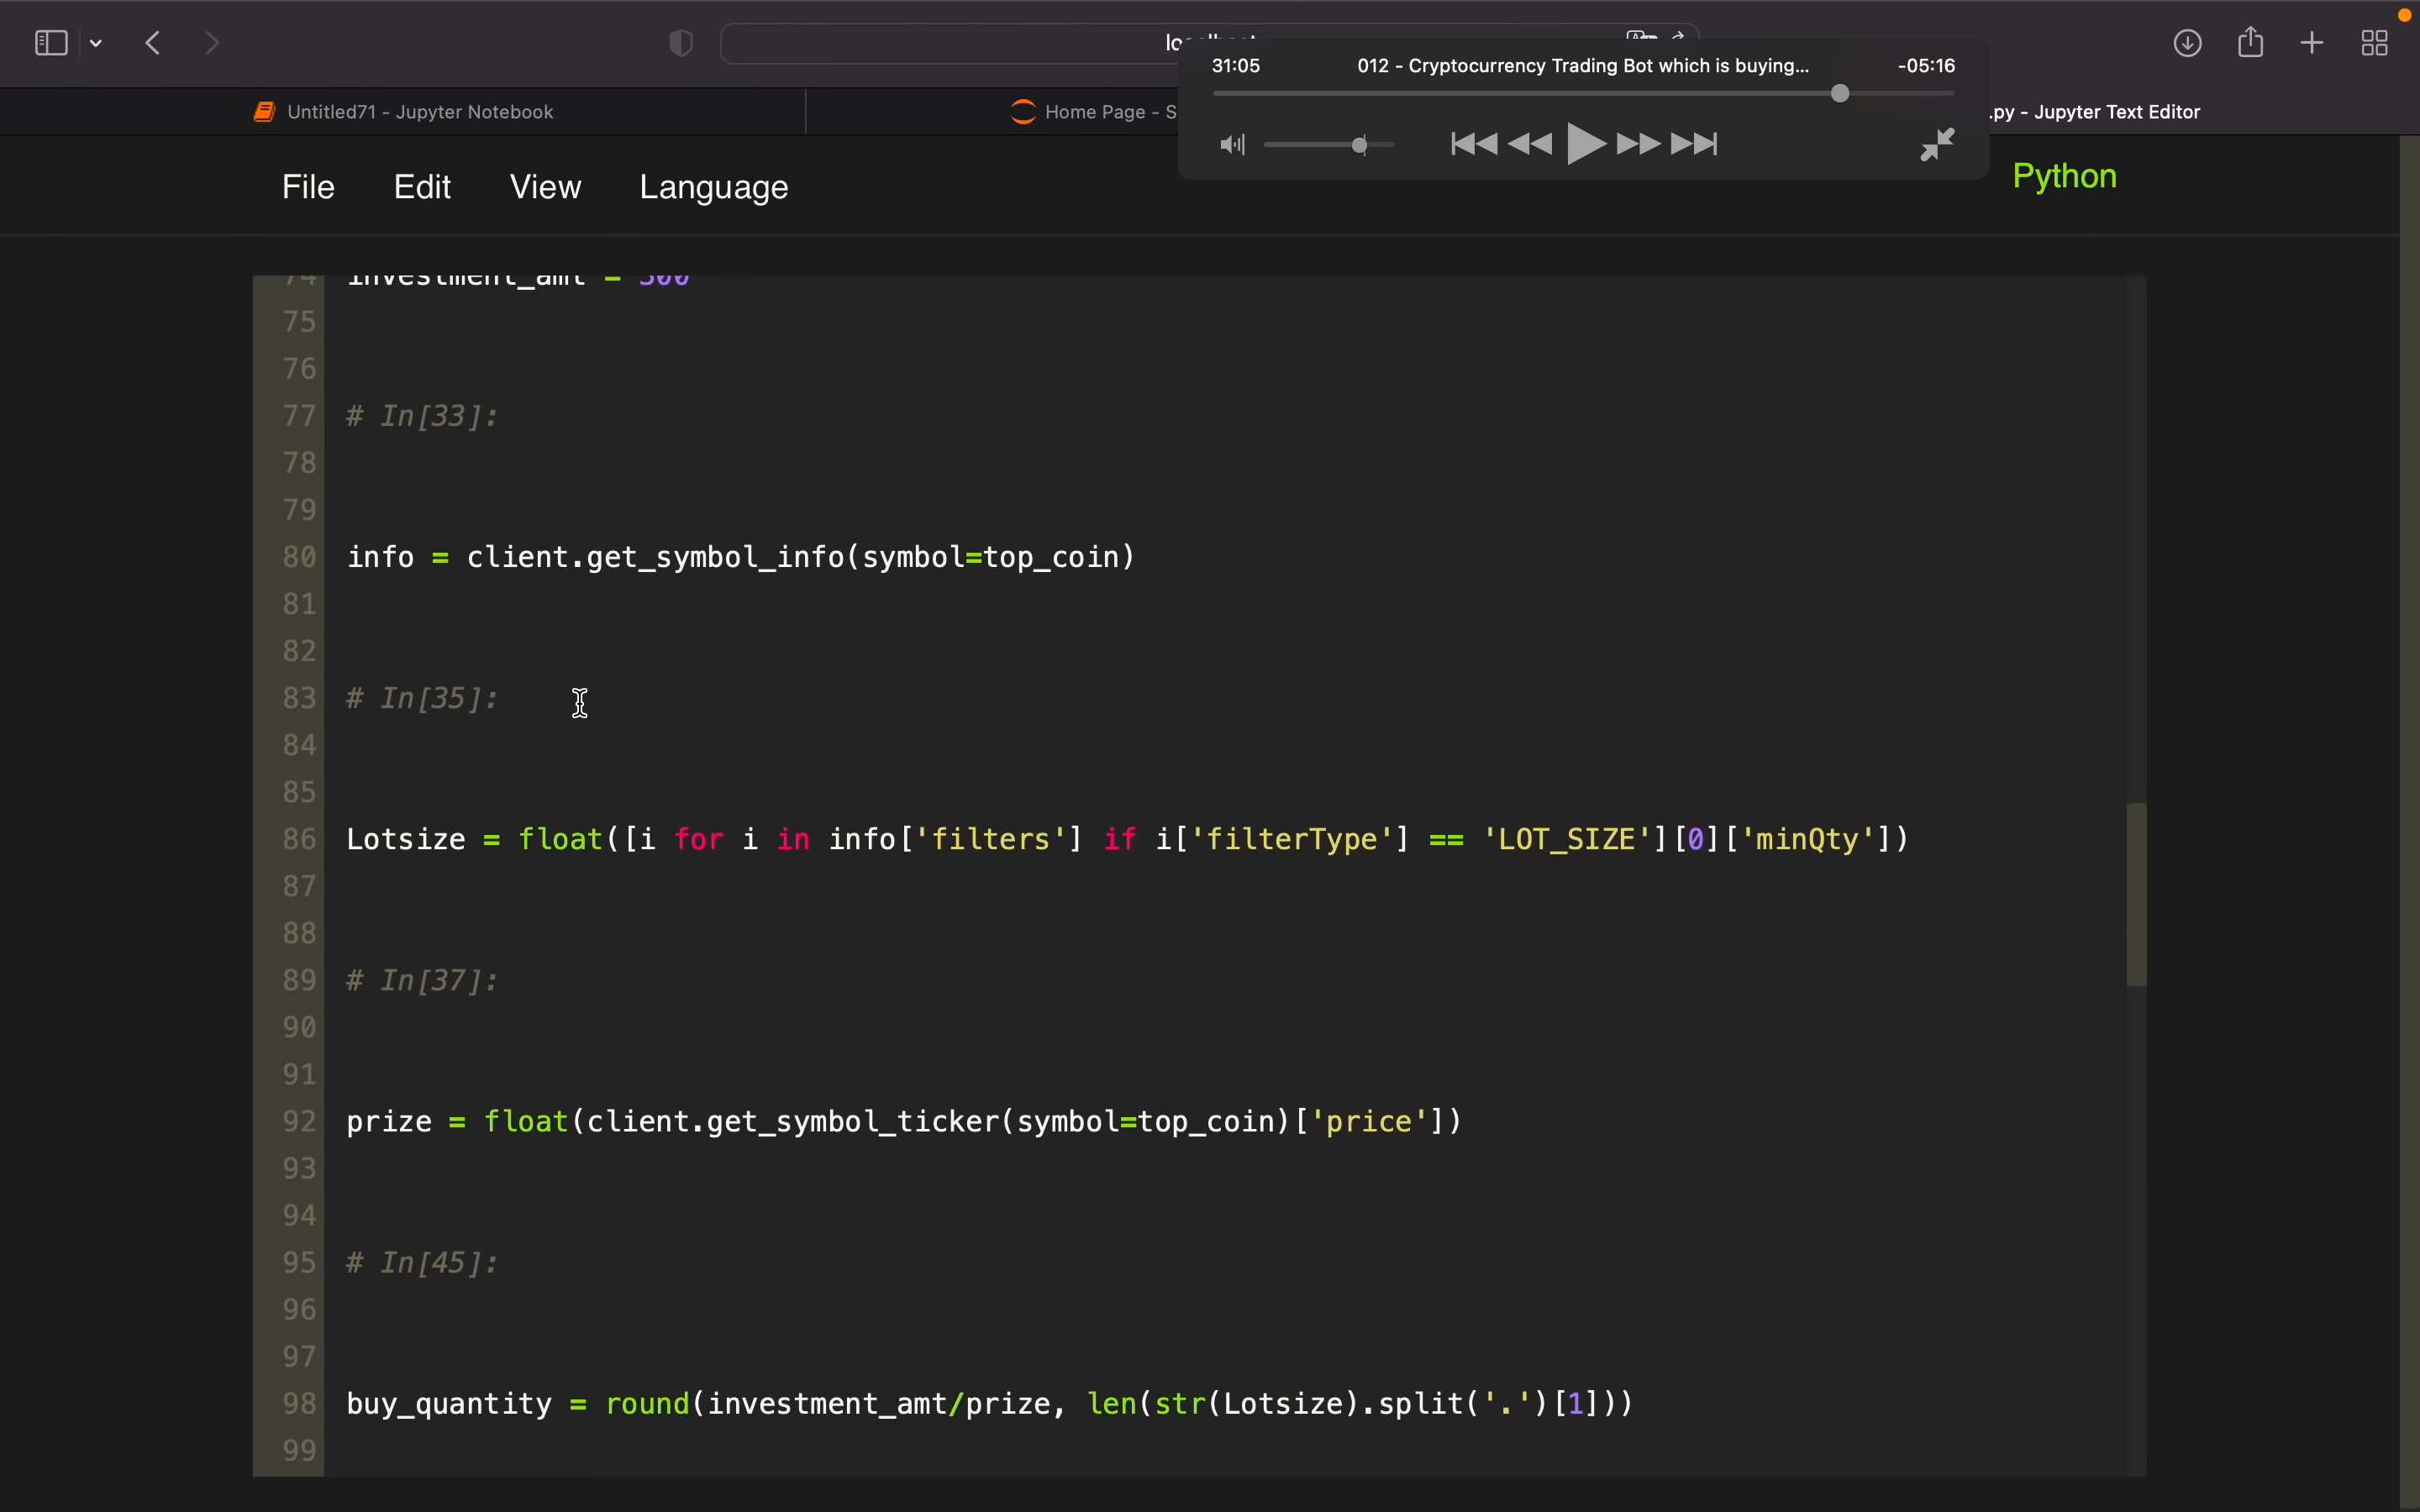 31:05 012 - Cryptocurrency Trading Bot which is buying... -05:16
Untitled71 - Jupyter Notebook
Home Page - S
.py - Jupyter Text Editor
File Edit View Language
Python
74 investment_amt = 500
75
76
77 # In[33]:
78
79
80 info = client.get_symbol_info(symbol=top_coin)
81
82
83 # In[35]:
84
85
86 Lotsize = float([i for i in info['filters'] if i['filterType'] == 'LOT_SIZE'][0]['minQty'])
87
88
89 # In[37]:
90
91
92 prize = float(client.get_symbol_ticker(symbol=top_coin)['price'])
93
94
95 # In[45]:
96
97
98 buy_quantity = round(investment_amt/prize, len(str(Lotsize).split('.')[1]))
99